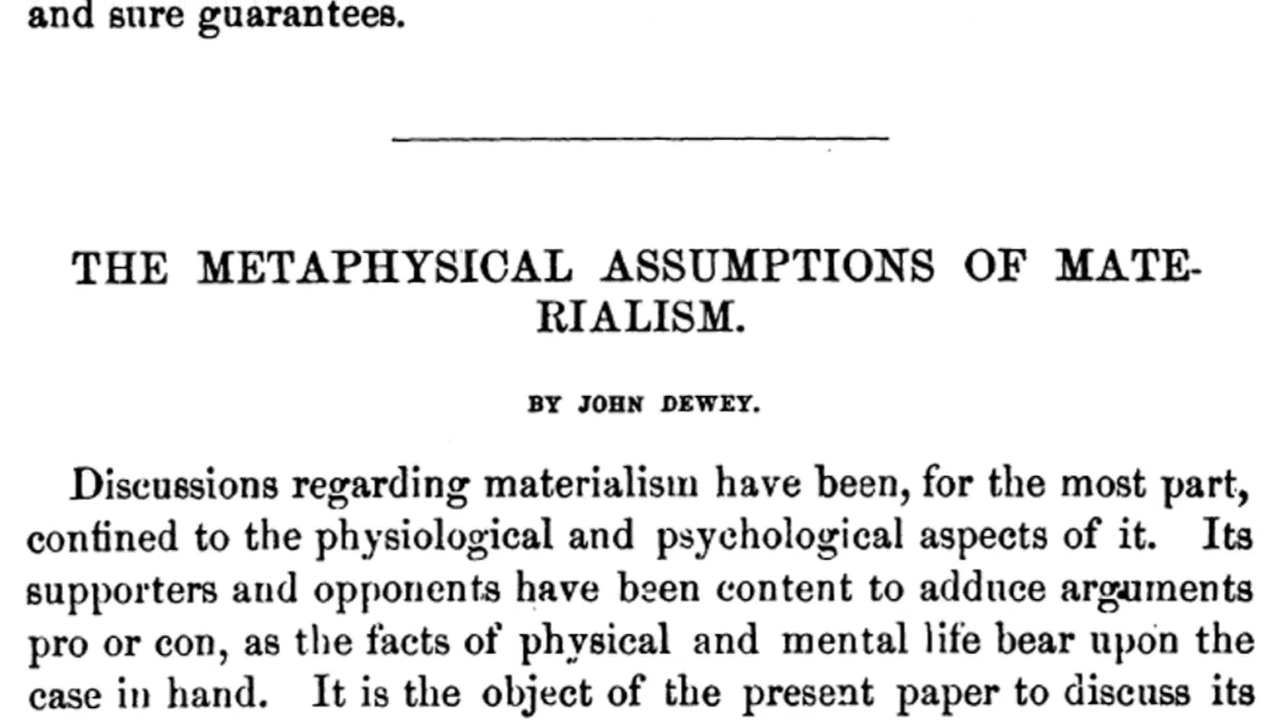 and sure guarantees.
THE METAPHYSICAL ASSUMPTIONS OF MATE-
RIALISM.
BY JOHN DEWEY.
Discussions regarding materialism have been, for the most part,
confined to the physiological and psychological aspects of it. Its
supporters and opponents have been content to adduce arguments
pro or con, as the facts of physical and mental life bear upon the
case in hand. It is the object of the present paper to discuss its